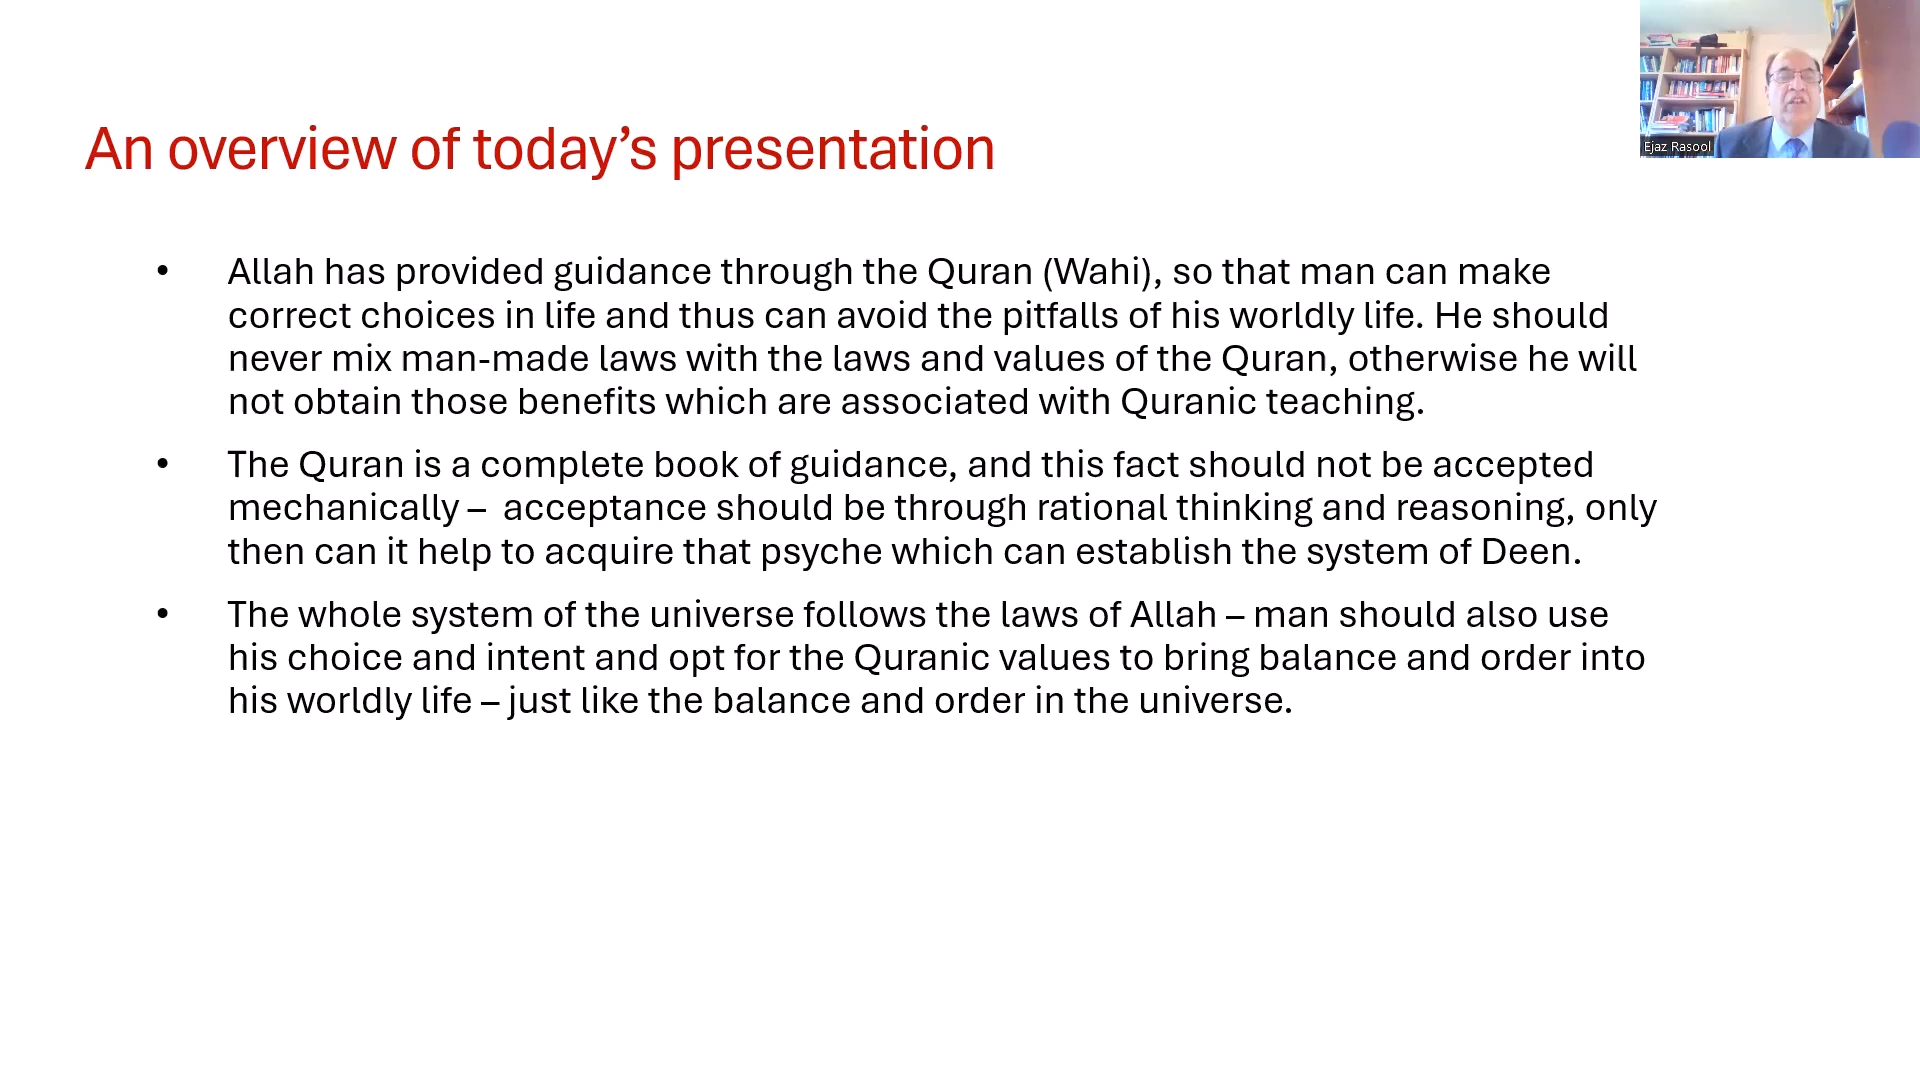 Ejaz Rasool
An overview of today’s presentation
• Allah has provided guidance through the Quran (Wahi), so that man can make
correct choices in life and thus can avoid the pitfalls of his worldly life. He should
never mix man-made laws with the laws and values of the Quran, otherwise he will
not obtain those benefits which are associated with Quranic teaching.
• The Quran is a complete book of guidance, and this fact should not be accepted
mechanically –  acceptance should be through rational thinking and reasoning, only
then can it help to acquire that psyche which can establish the system of Deen.
• The whole system of the universe follows the laws of Allah – man should also use
his choice and intent and opt for the Quranic values to bring balance and order into
his worldly life – just like the balance and order in the universe.